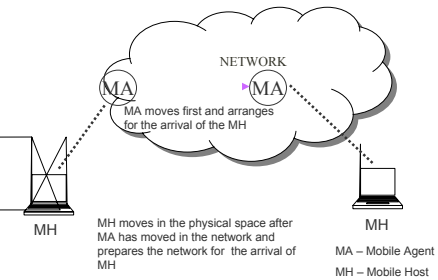 NETWORK
MA
MA
MA moves first and arranges
for the arrival of the MH
MH
MH moves in the physical space after
MA has moved in the network and
prepares the network for the arrival of
MH
MH
MA – Mobile Agent
MH – Mobile Host